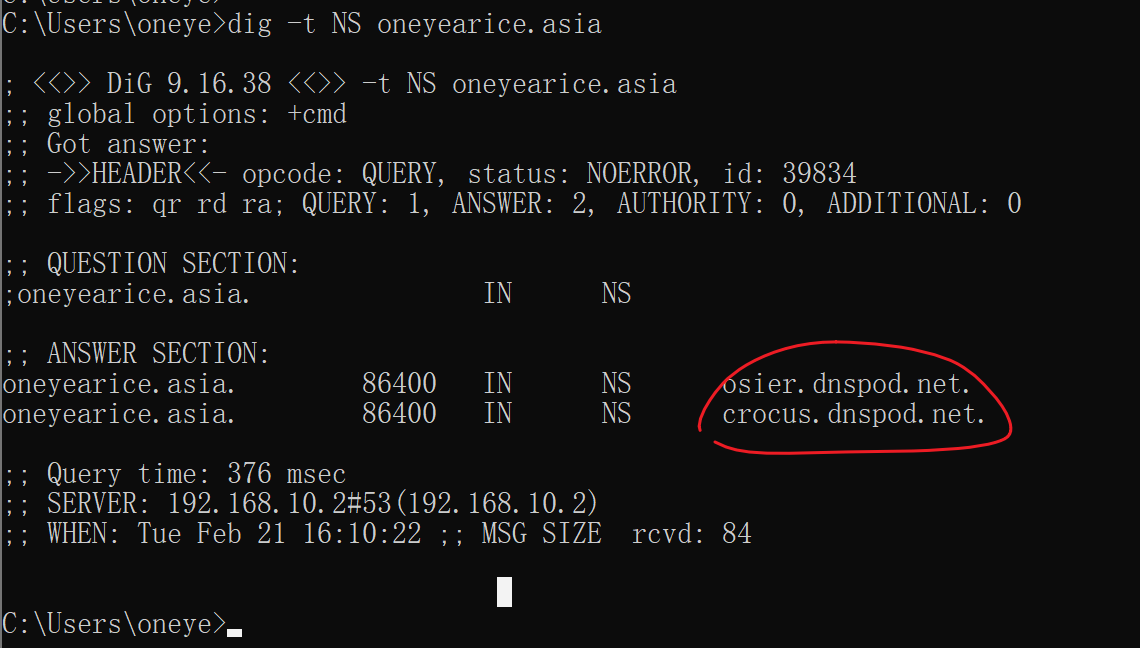 C:\Users\oneye>dig -t NS oneyearice.asia
; <<>> DiG 9.16.38 <<>> -t NS oneyearice.asia
;; global options: +cmd
;; Got answer:
;; ->>HEADER<<- opcode: QUERY, status: NOERROR, id: 39834
;; flags: qr rd ra; QUERY: 1, ANSWER: 2, AUTHORITY: 0, ADDITIONAL: 0
;; QUESTION SECTION:
;oneyearice.asia. IN NS
;; ANSWER SECTION:
oneyearice.asia. 86400 IN NS osier.dnspod.net.
oneyearice.asia. 86400 IN NS crocus.dnspod.net.
;; Query time: 376 msec
;; SERVER: 192.168.10.2#53(192.168.10.2)
;; WHEN: Tue Feb 21 16:10:22 ;; MSG SIZE rcvd: 84
C:\Users\oneye>